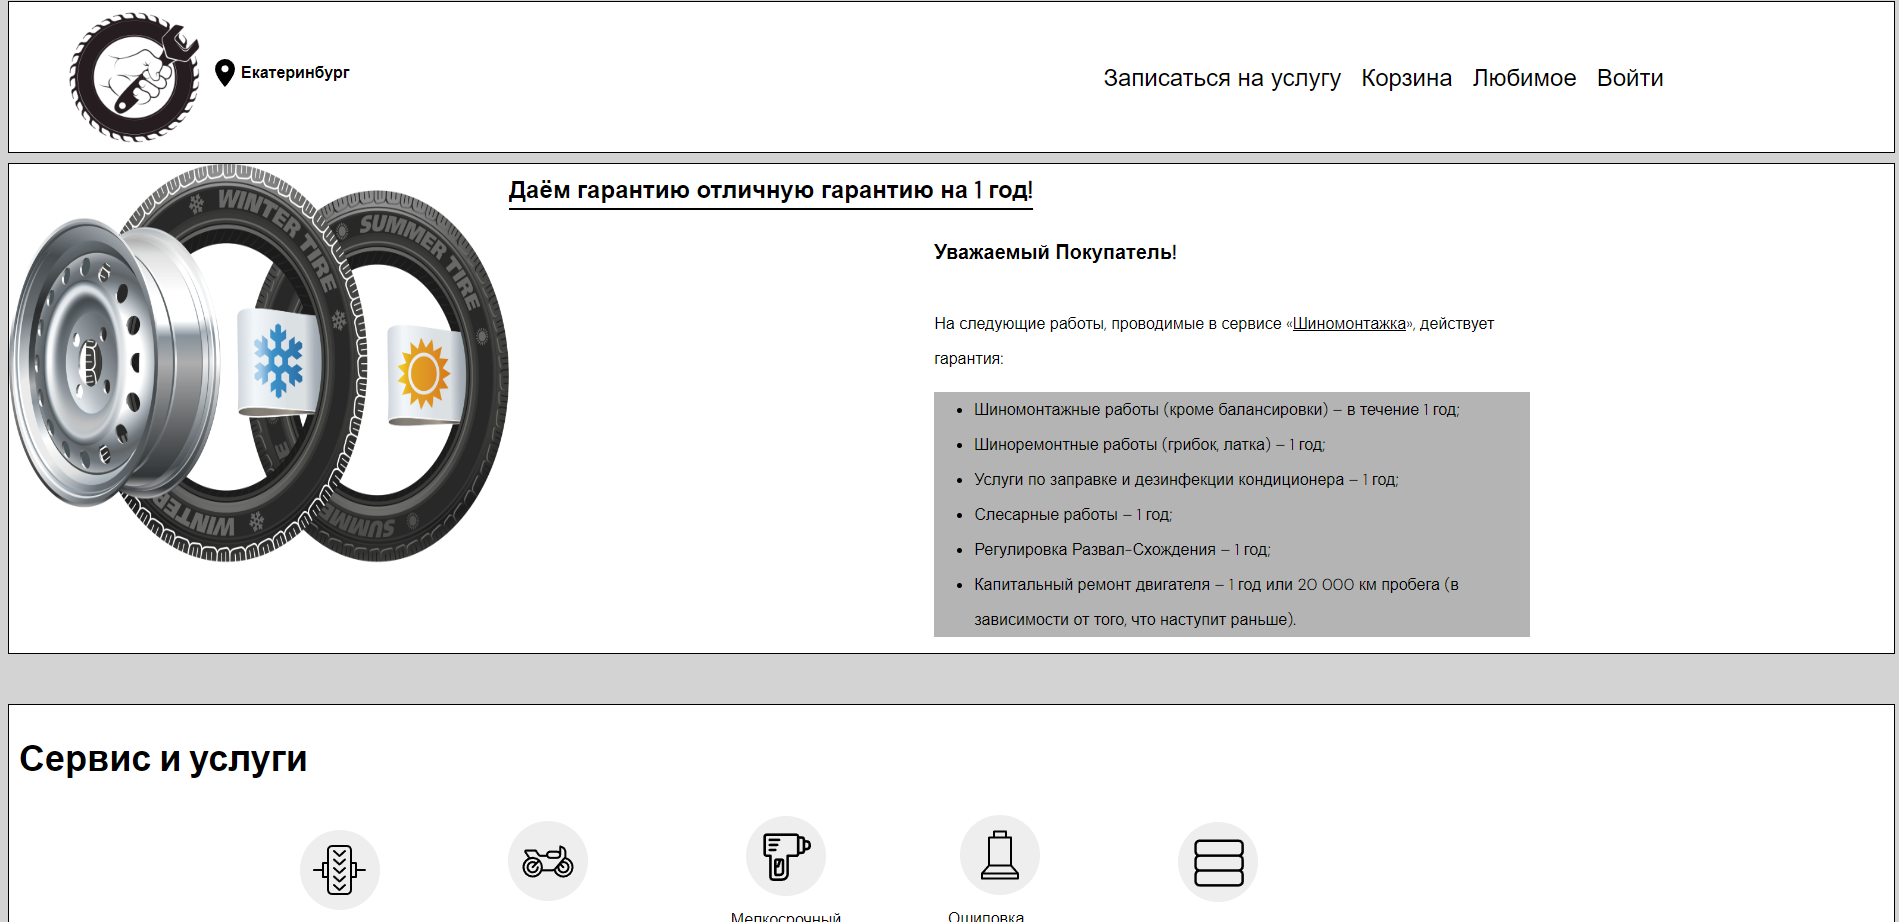 Екатеринбург
Записаться на услугу Корзина Любимое Войти
WINTER TIRE
SUMMER TIRE
WINTER
SUMME
Даём гарантию отличную гарантию на 1 год!
Уважаемый Покупатель!
На следующие работы, проводимые в сервисе «Шиномонтажка», действует
гарантия:
Шиномонтажные работы (кроме балансировки) – в течение 1 год;
Шиноремонтные работы (грибок, латка) – 1 год;
Услуги по заправке и дезинфекции кондиционера – 1 год;
Слесарные работы – 1 год;
Регулировка Развал-Схождения – 1 год;
Капитальный ремонт двигателя – 1 год или 20 000 км пробега (в
зависимости от того, что наступит раньше).
Сервис и услуги
Мелкосрочный
Ошиповка